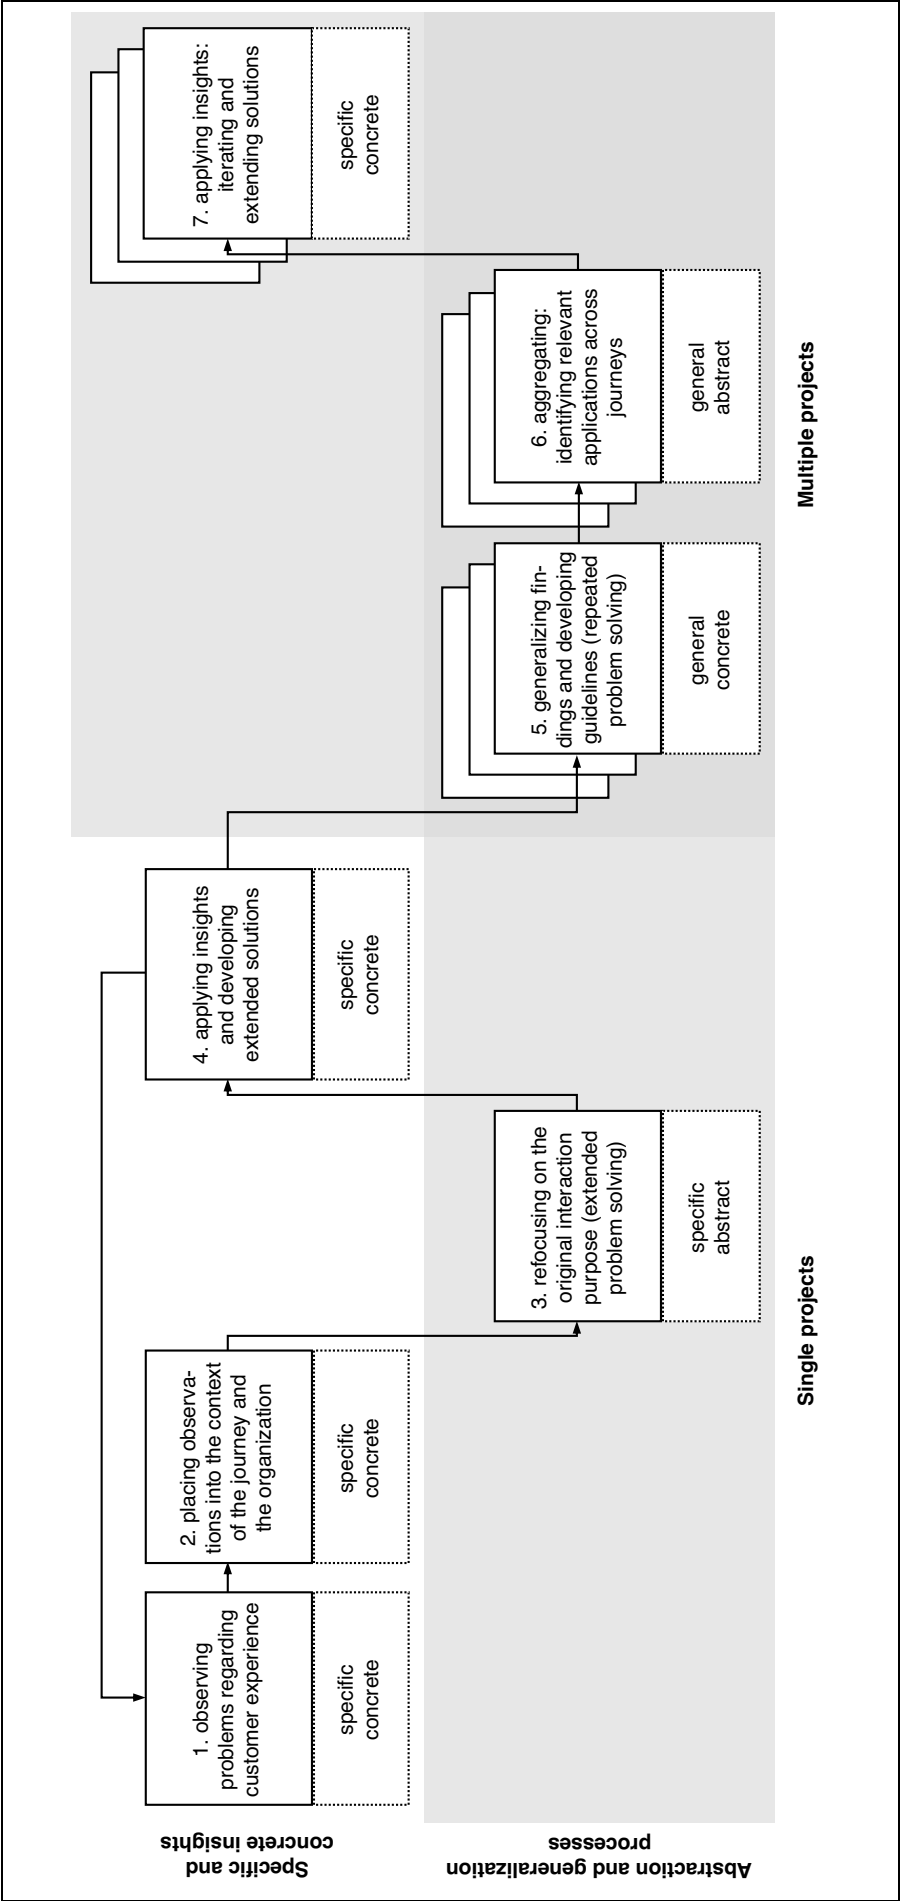 Specific and
concrete insights
1. observing
problems regarding
customer experience
specific
concrete
2. placing observa-
tions into the context
of the journey and
the organization
specific
concrete
4. applying insights
and developing
extended solutions
specific
concrete
7. applying insights:
iterating and
extending solutions
specific
concrete
Abstraction and generalization
processes
3. refocusing on the
original interaction
purpose (extended
problem solving)
specific
abstract
5. generalizing fin-
dings and developing
guidelines (repeated
problem solving)
general
concrete
6. aggregating:
identifying relevant
applications across
journeys
general
abstract
Single projects
Multiple projects